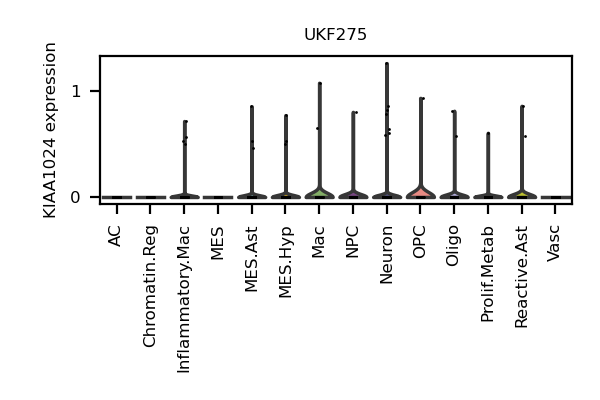 UKF275
KIAA1024 expression
1
0
AC
Chromatin.Reg
Inflammatory.Mac
MES
MES.Ast
MES.Hyp
Mac
NPC
Neuron
OPC
Oligo
Prolif.Metab
Reactive.Ast
Vasc